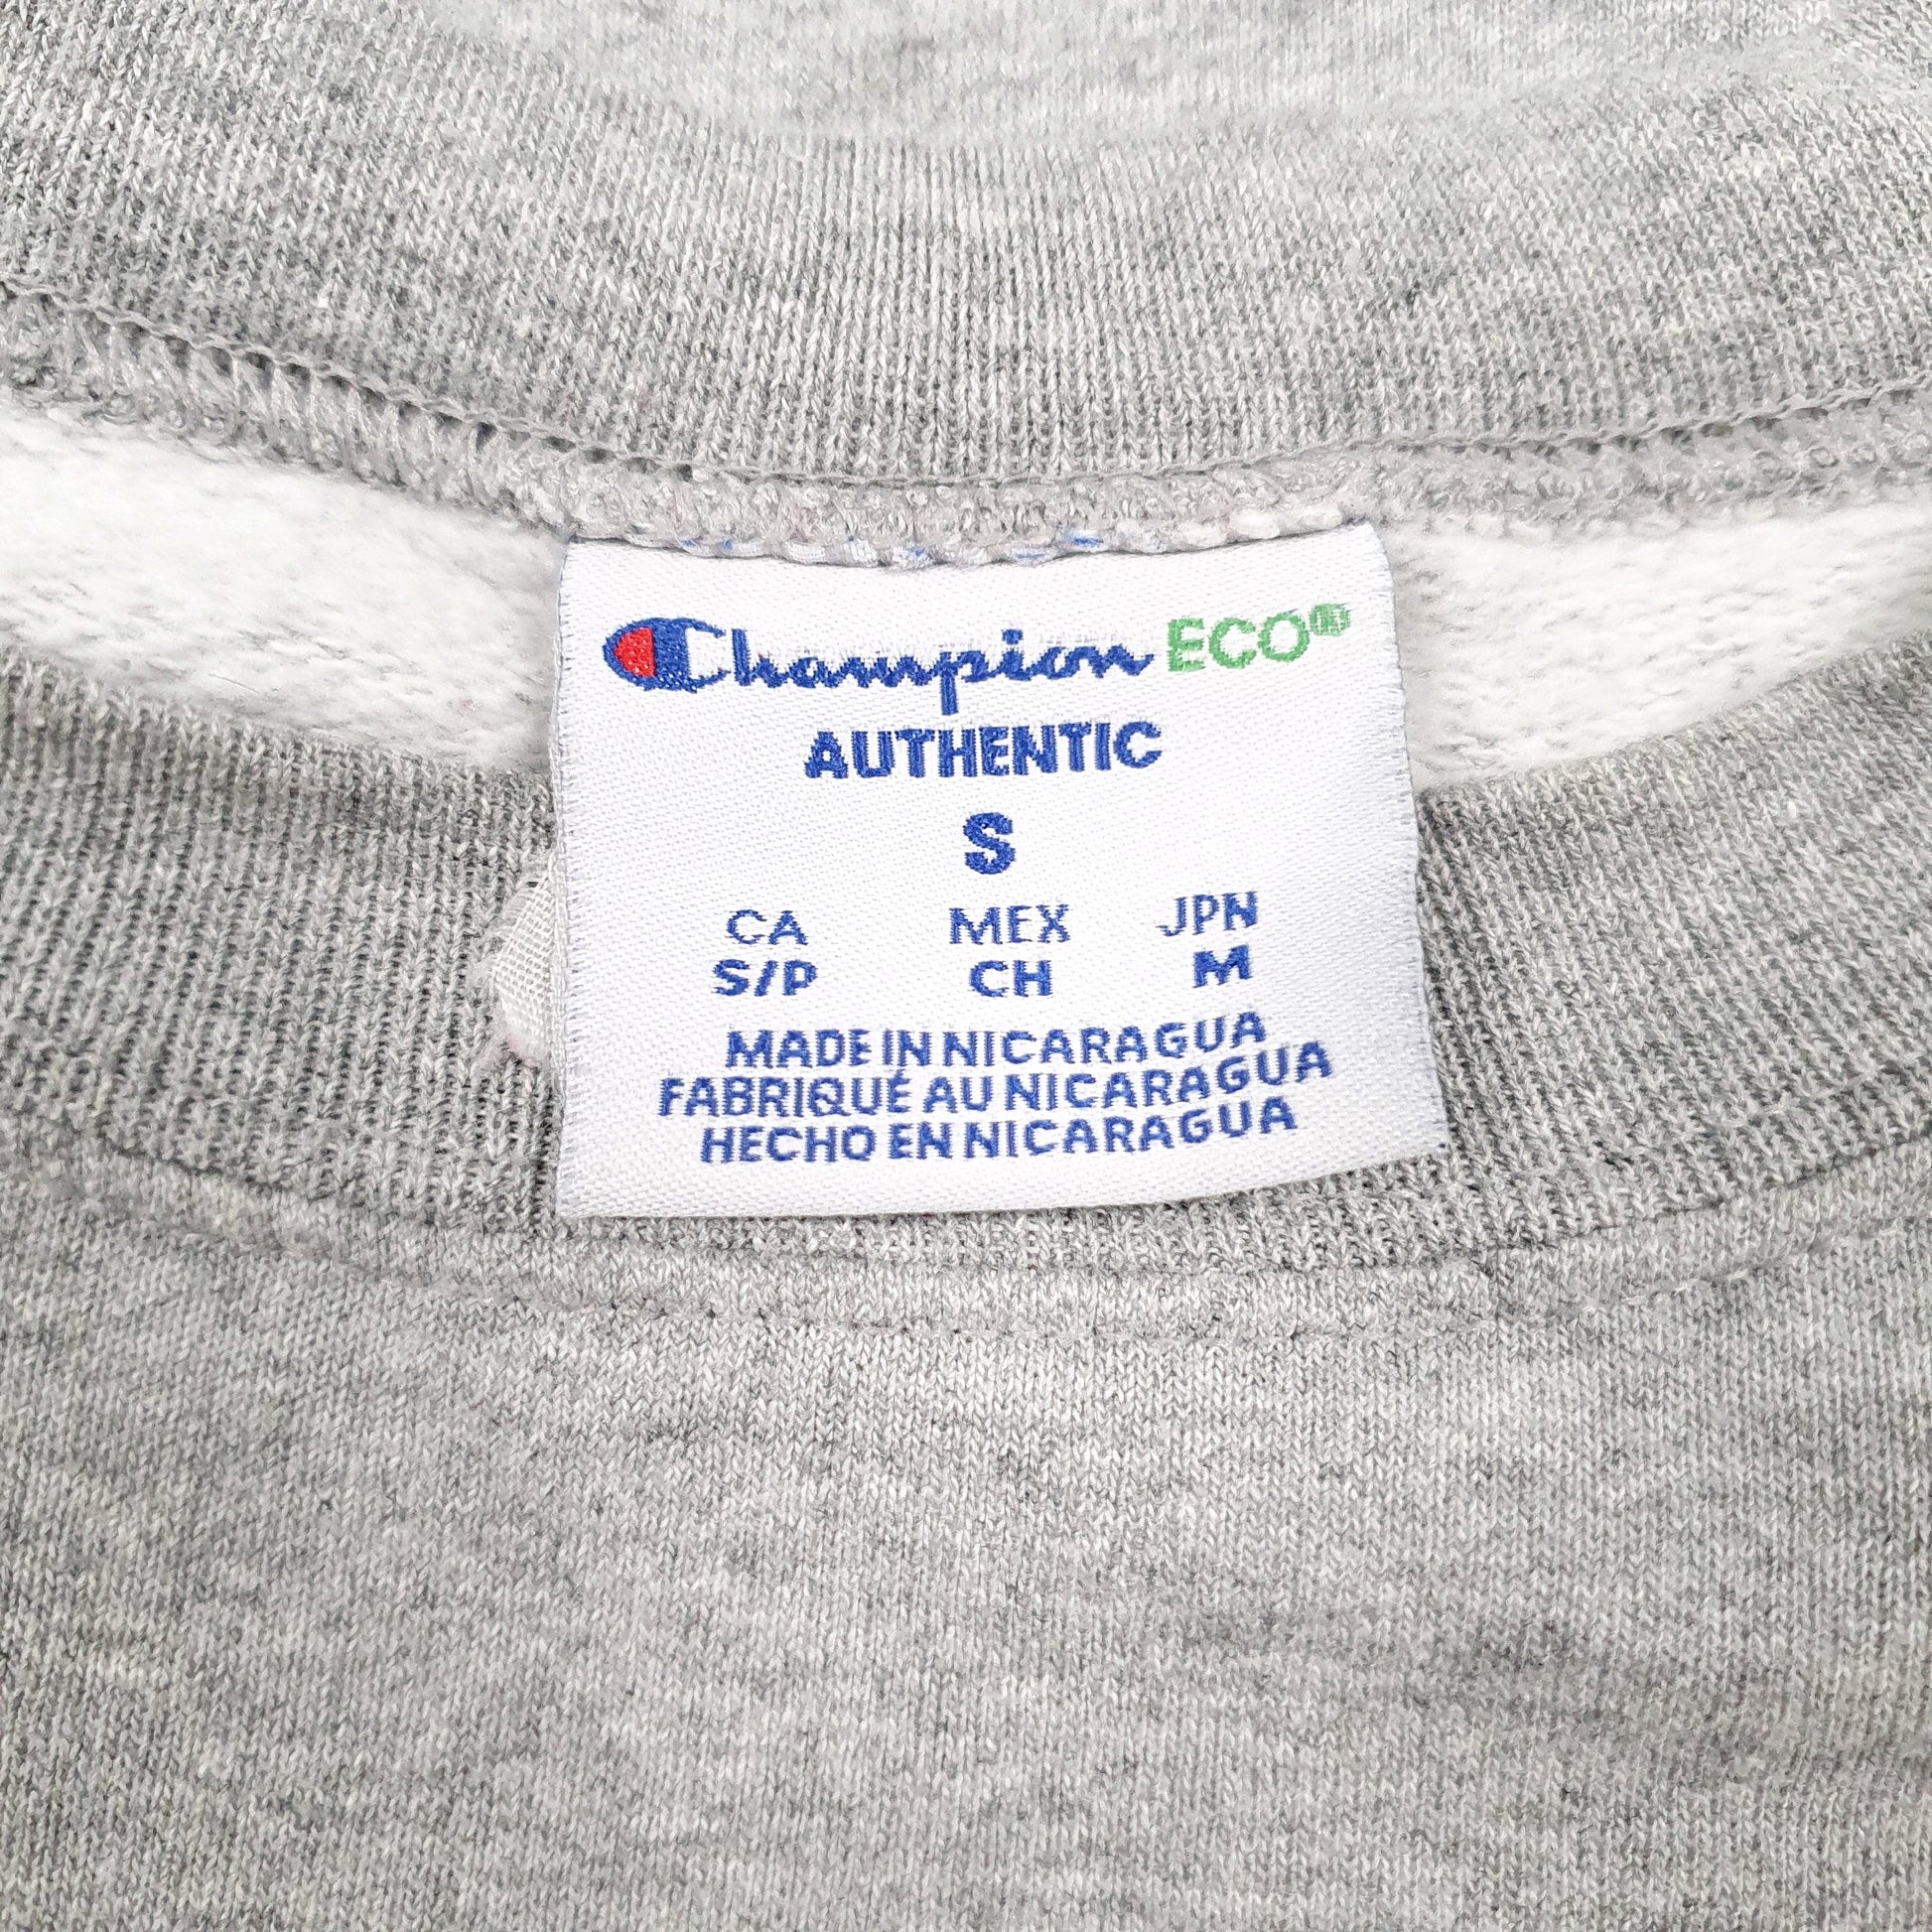 Champion ECO®
AUTHENTIC
S
CA MEX JPN
S/P CH M
MADE IN NICARAGUA
FABRIQUÉ AU NICARAGUA
HECHO EN NICARAGUA